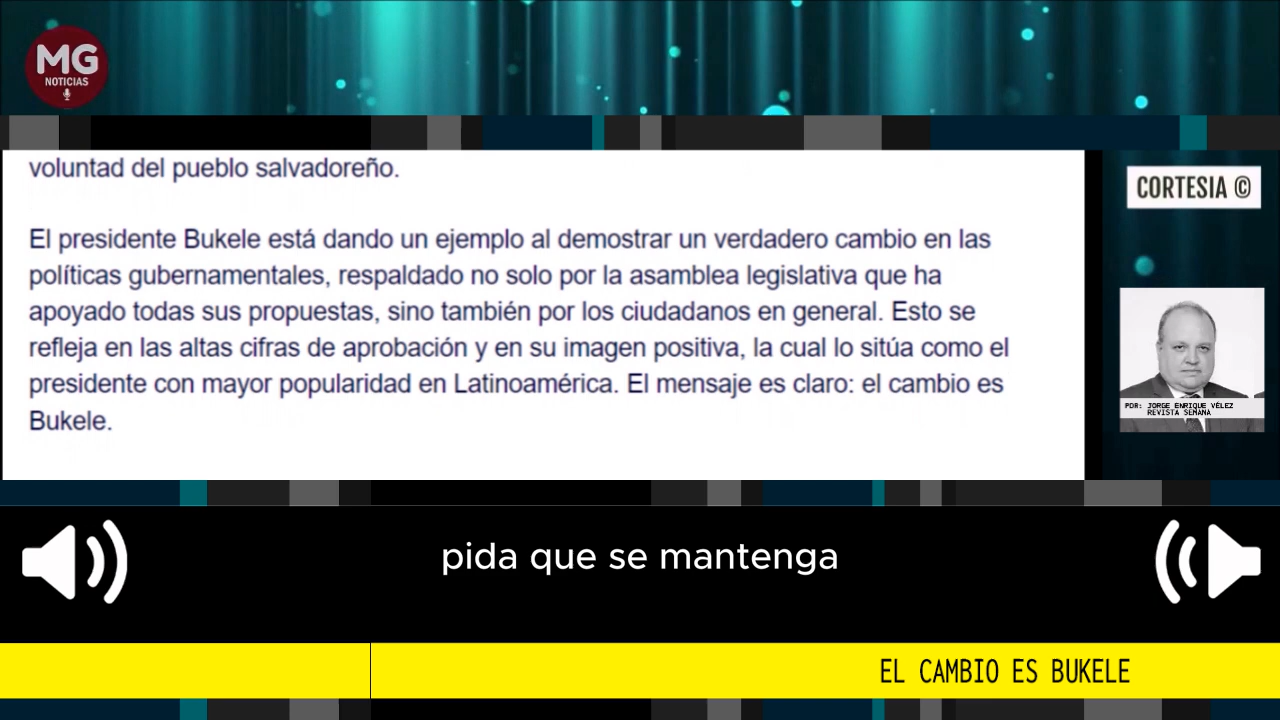 MG
NOTICIAS
voluntad del pueblo salvadoreño.
El presidente Bukele está dando un ejemplo al demostrar un verdadero cambio en las
políticas gubernamentales, respaldado no solo por la asamblea legislativa que ha
apoyado todas sus propuestas, sino también por los ciudadanos en general. Esto se
refleja en las altas cifras de aprobación y en su imagen positiva, la cual lo sitúa como el
presidente con mayor popularidad en Latinoamérica. El mensaje es claro: el cambio es
Bukele.
CORTESIA ©
POR: JORGE ENRIQUE VÉLEZ
REVISTA SEMANA
pida que se mantenga
EL CAMBIO ES BUKELE